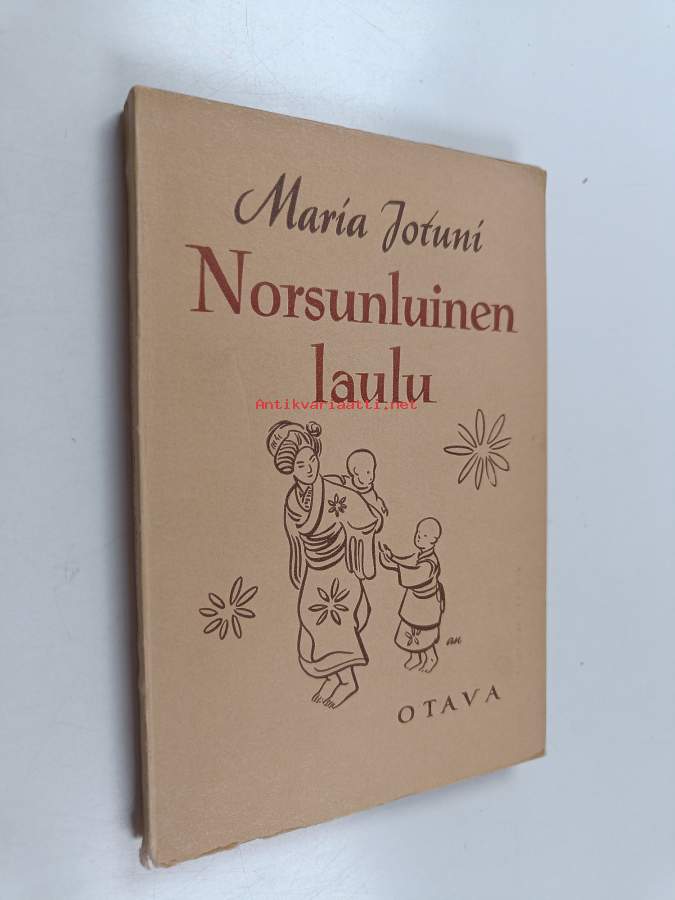 Maria Jotuni
Norsunluinen
laulu
Antikvariaatti.net
OTAVA